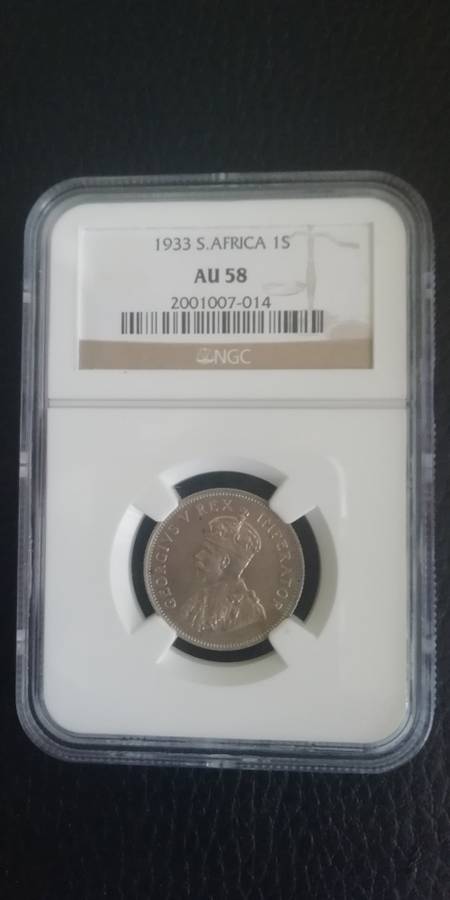 1933 S.AFRICA 1S
AU 58
2001007-014
NGC
GEORGIVS V REX IMPERATOR